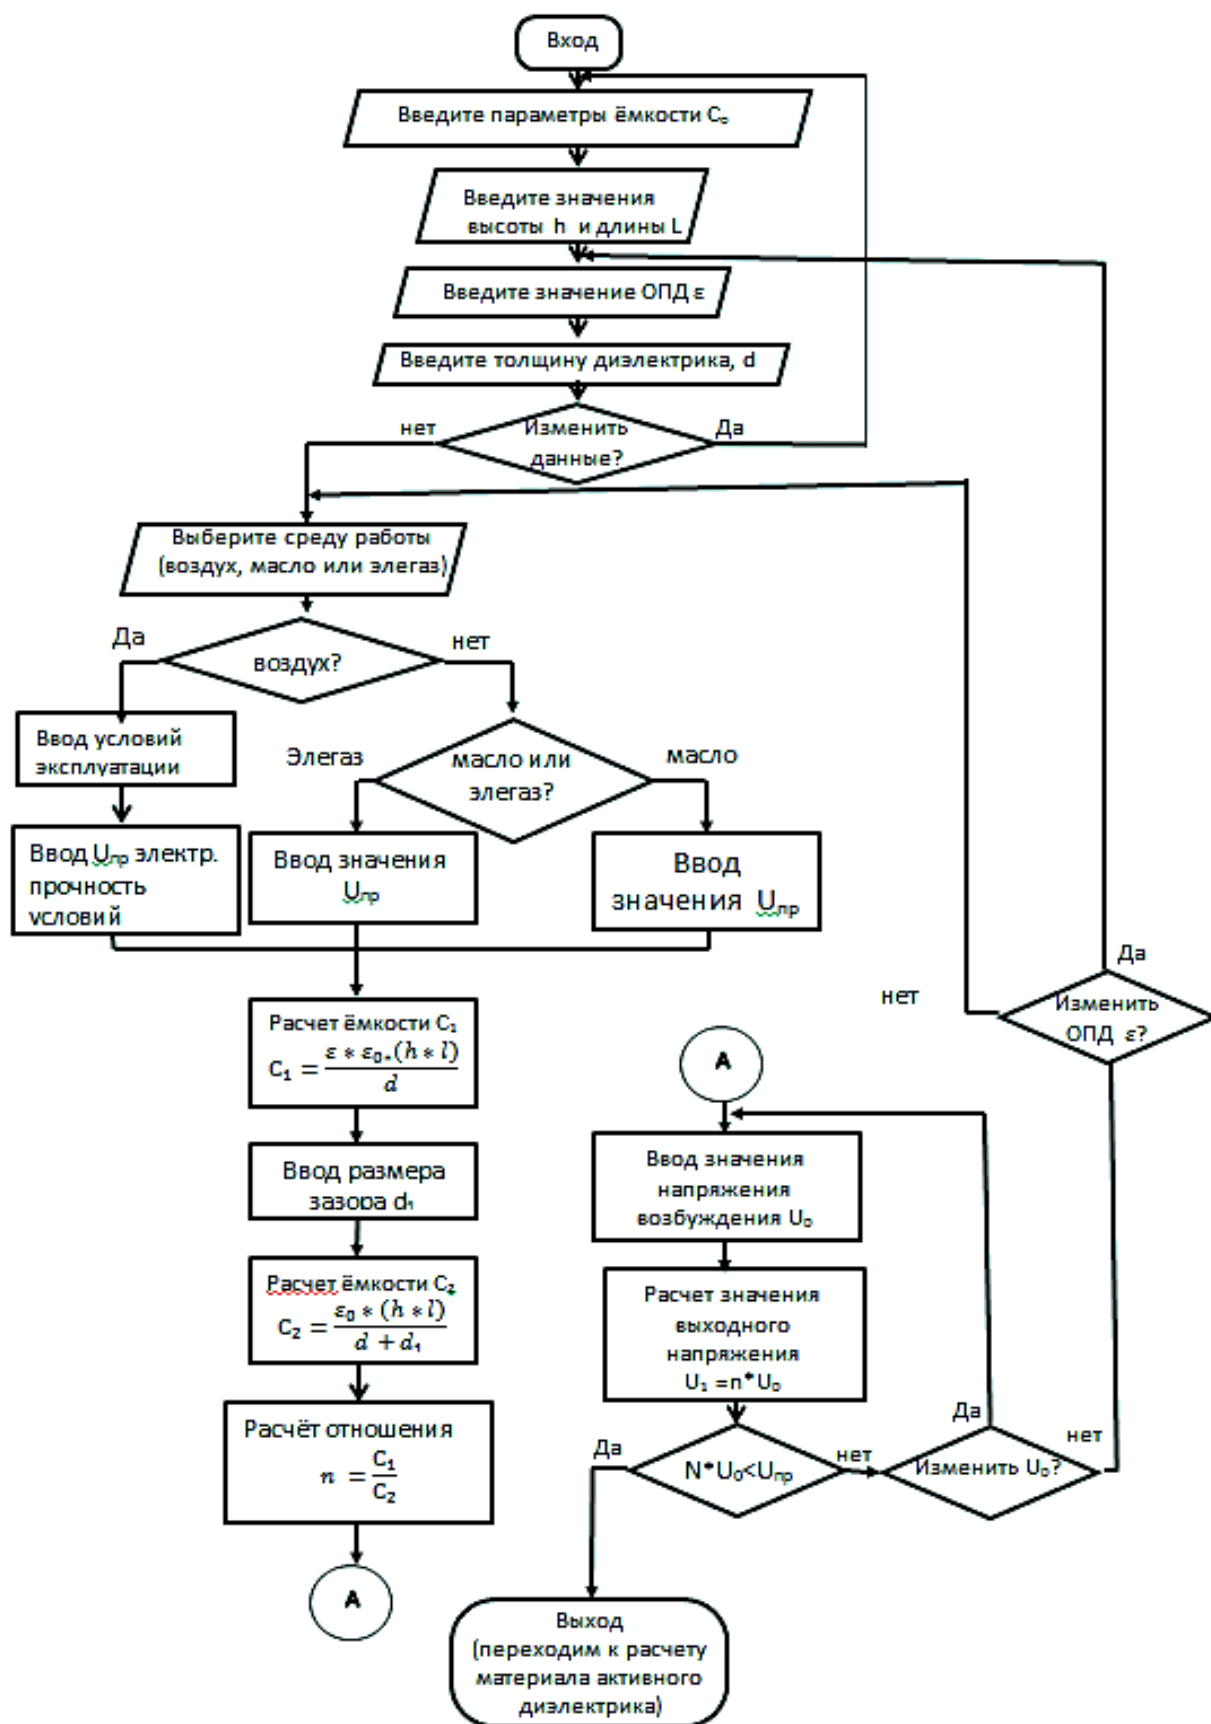 Вход
Введите параметры ёмкости C₀
Введите значения
высоты h и длины L
Введите значение ОПД ε
Введите толщину диэлектрика, d
нет
Изменить
данные?
Да
Выберите среду работы
(воздух, масло или элегаз)
Да
воздух?
нет
Ввод условий
эксплуатации
Элегаз
масло или
элегаз?
масло
Ввод Uпр электр.
прочность
условий
Ввод значения
Uпр
Ввод
значения Uпр
Да
Изменить
ОПД ε?
нет
Расчет ёмкости C₁
C₁ = ε * ε₀*(h * l) / d
Ввод размера
зазора d₁
Расчет ёмкости C₂
C₂ = ε₀ * (h * l) / d + d₁
Расчёт отношения
n = C₁ / C₂
А
А
Ввод значения
напряжения
возбуждения U₀
Расчет значения
выходного
напряжения
U₁ =n*U₀
Да
N*U₀<Uпр
нет
Да
Изменить U₀?
нет
Выход
(переходим к расчету
материала активного
диэлектрика)